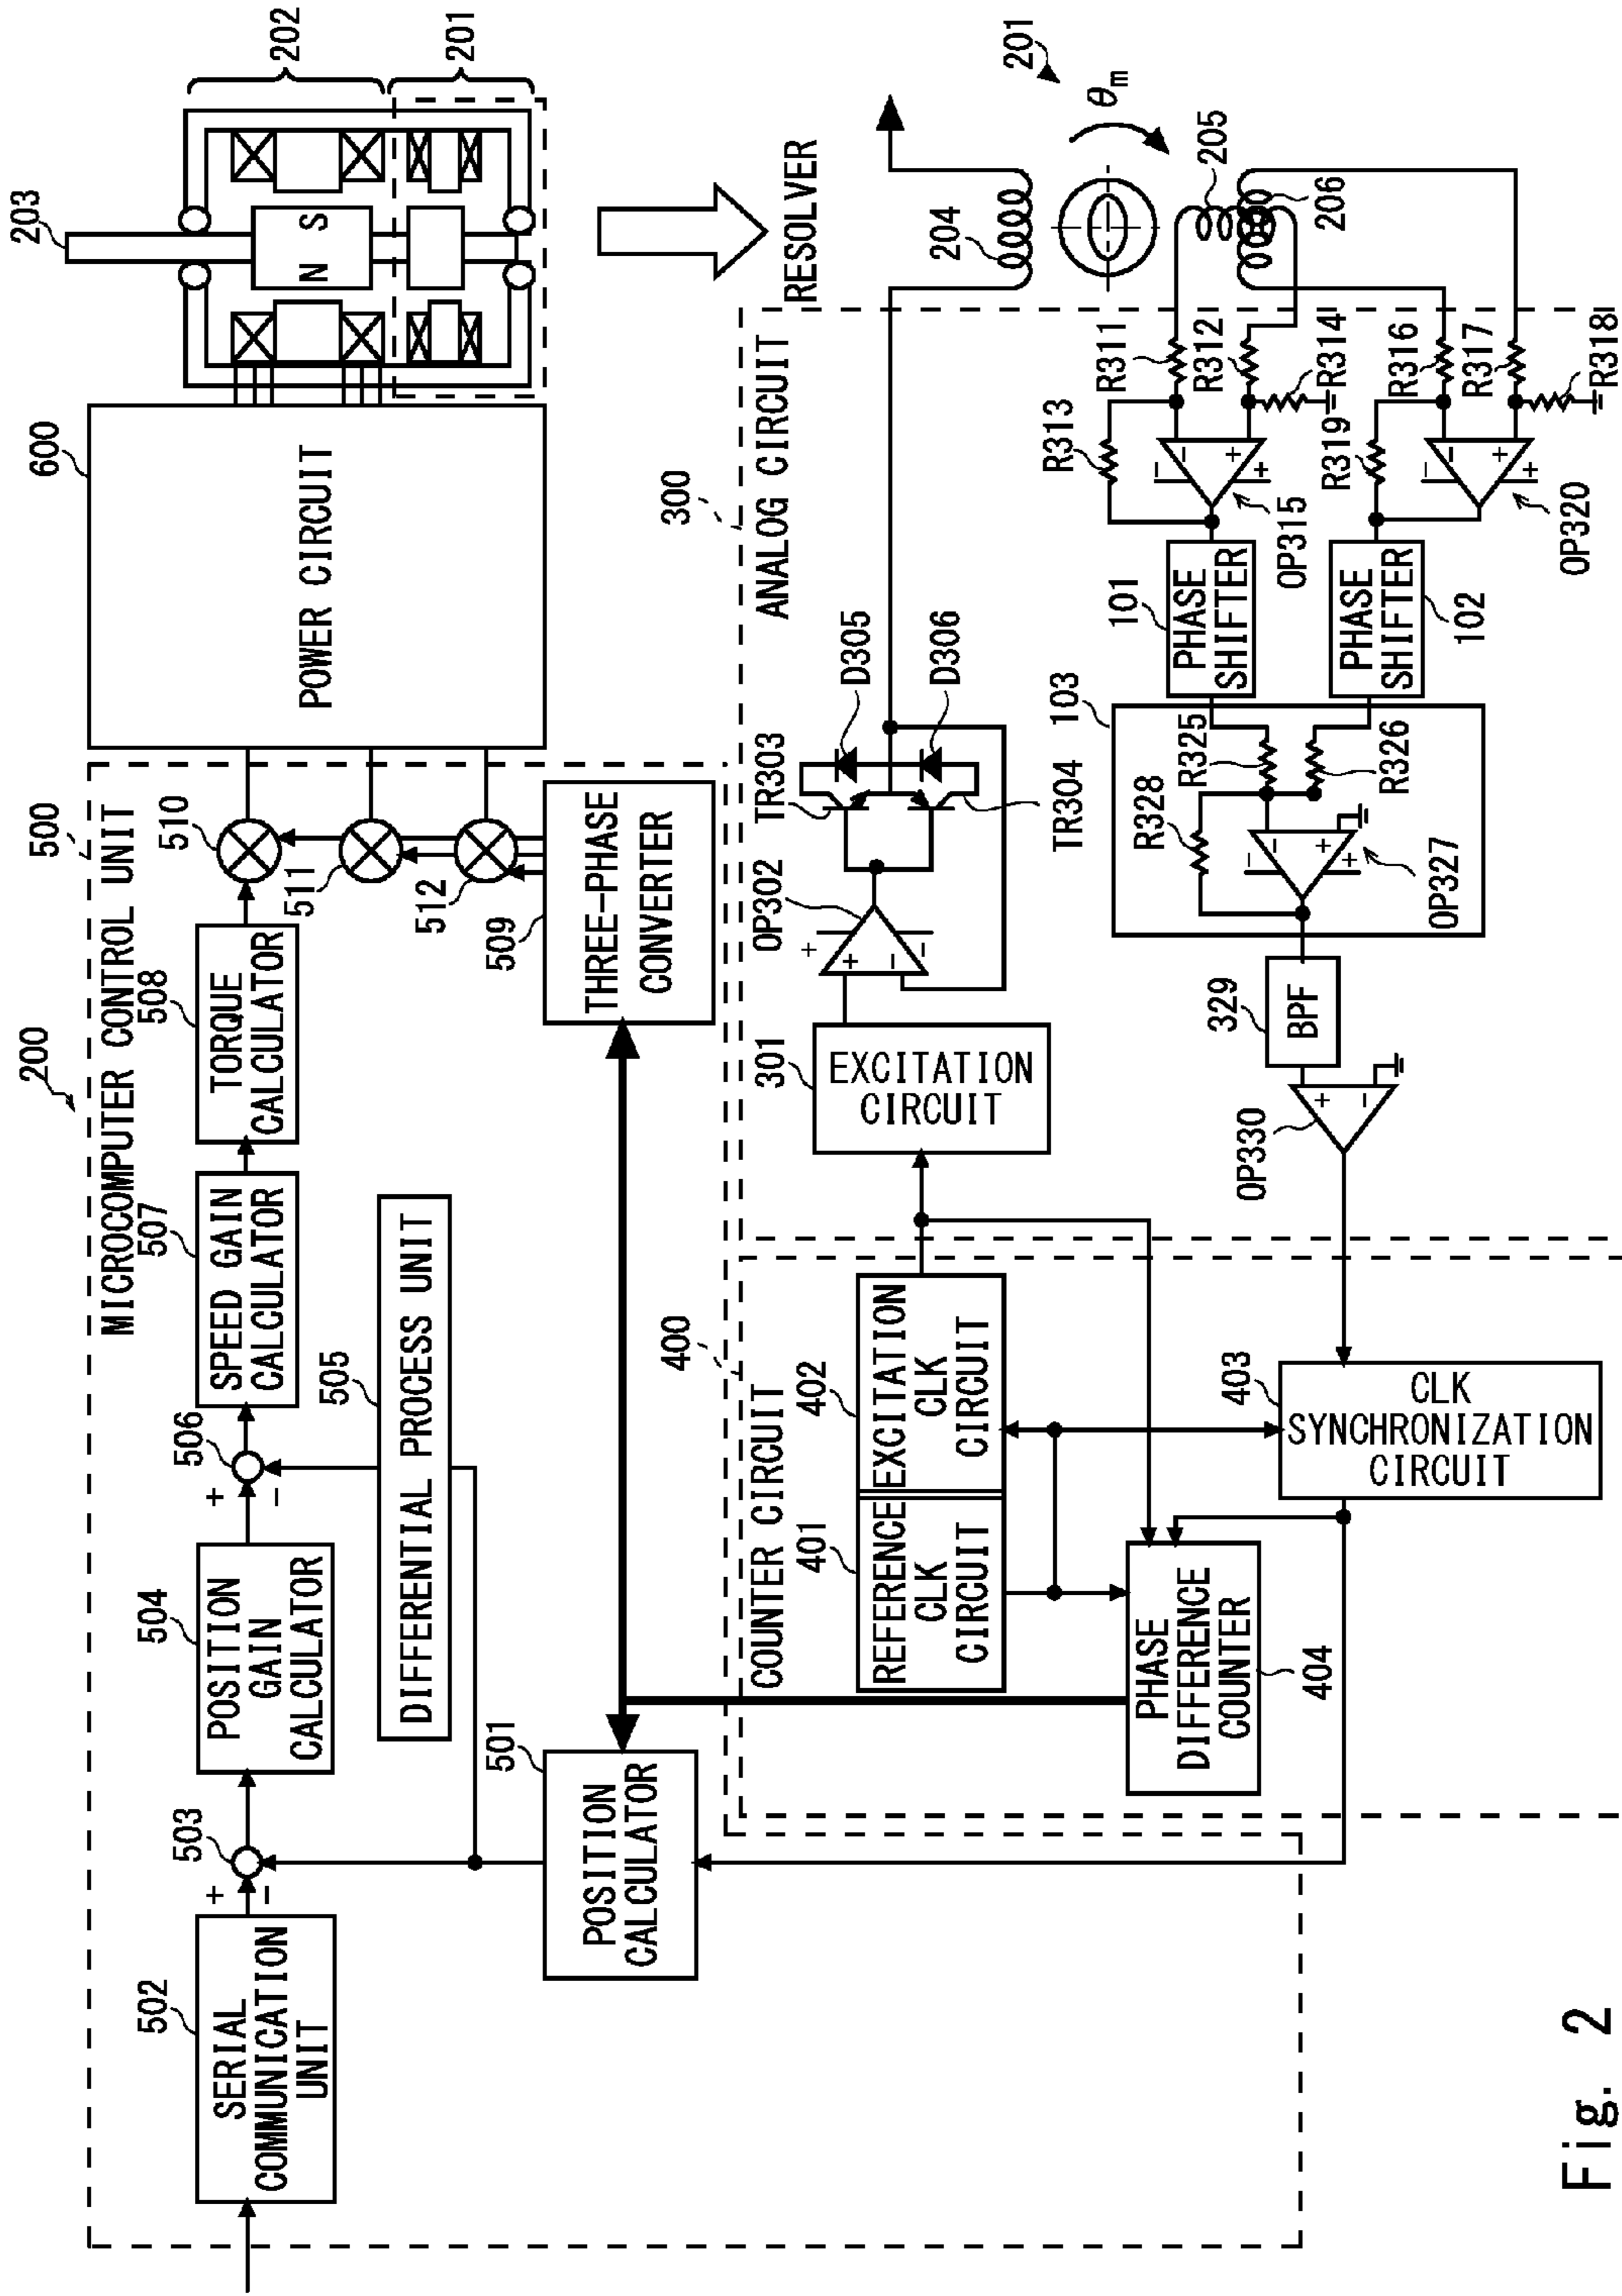 200
MICROCOMPUTER CONTROL UNIT
500
502
SERIAL
COMMUNICATION
UNIT
+
-
503
504
POSITION
GAIN
CALCULATOR
+
-
506
507
SPEED GAIN
CALCULATOR
508
TORQUE
CALCULATOR
510
511
512
505
DIFFERENTIAL PROCESS UNIT
501
POSITION
CALCULATOR
509
THREE-PHASE
CONVERTER
600
POWER CIRCUIT
203
N S
202
201
RESOLVER
400
COUNTER CIRCUIT
401
REFERENCE
CLK
CIRCUIT
402
EXCITATION
CLK
CIRCUIT
403
CLK
SYNCHRONIZATION
CIRCUIT
PHASE
DIFFERENCE
COUNTER
404
300
ANALOG CIRCUIT
301
EXCITATION
CIRCUIT
OP302
+
+
-
-
TR303
TR304
D305
D306
204
201
θm
205
206
R311
R312
R313
R314
-
-
+
+
OP315
R316
R317
R318
R319
-
-
+
+
OP320
101
PHASE
SHIFTER
PHASE
SHIFTER
102
103
R325
R326
R328
-
-
+
+
OP327
329
BPF
OP330
+
-
Fig. 2